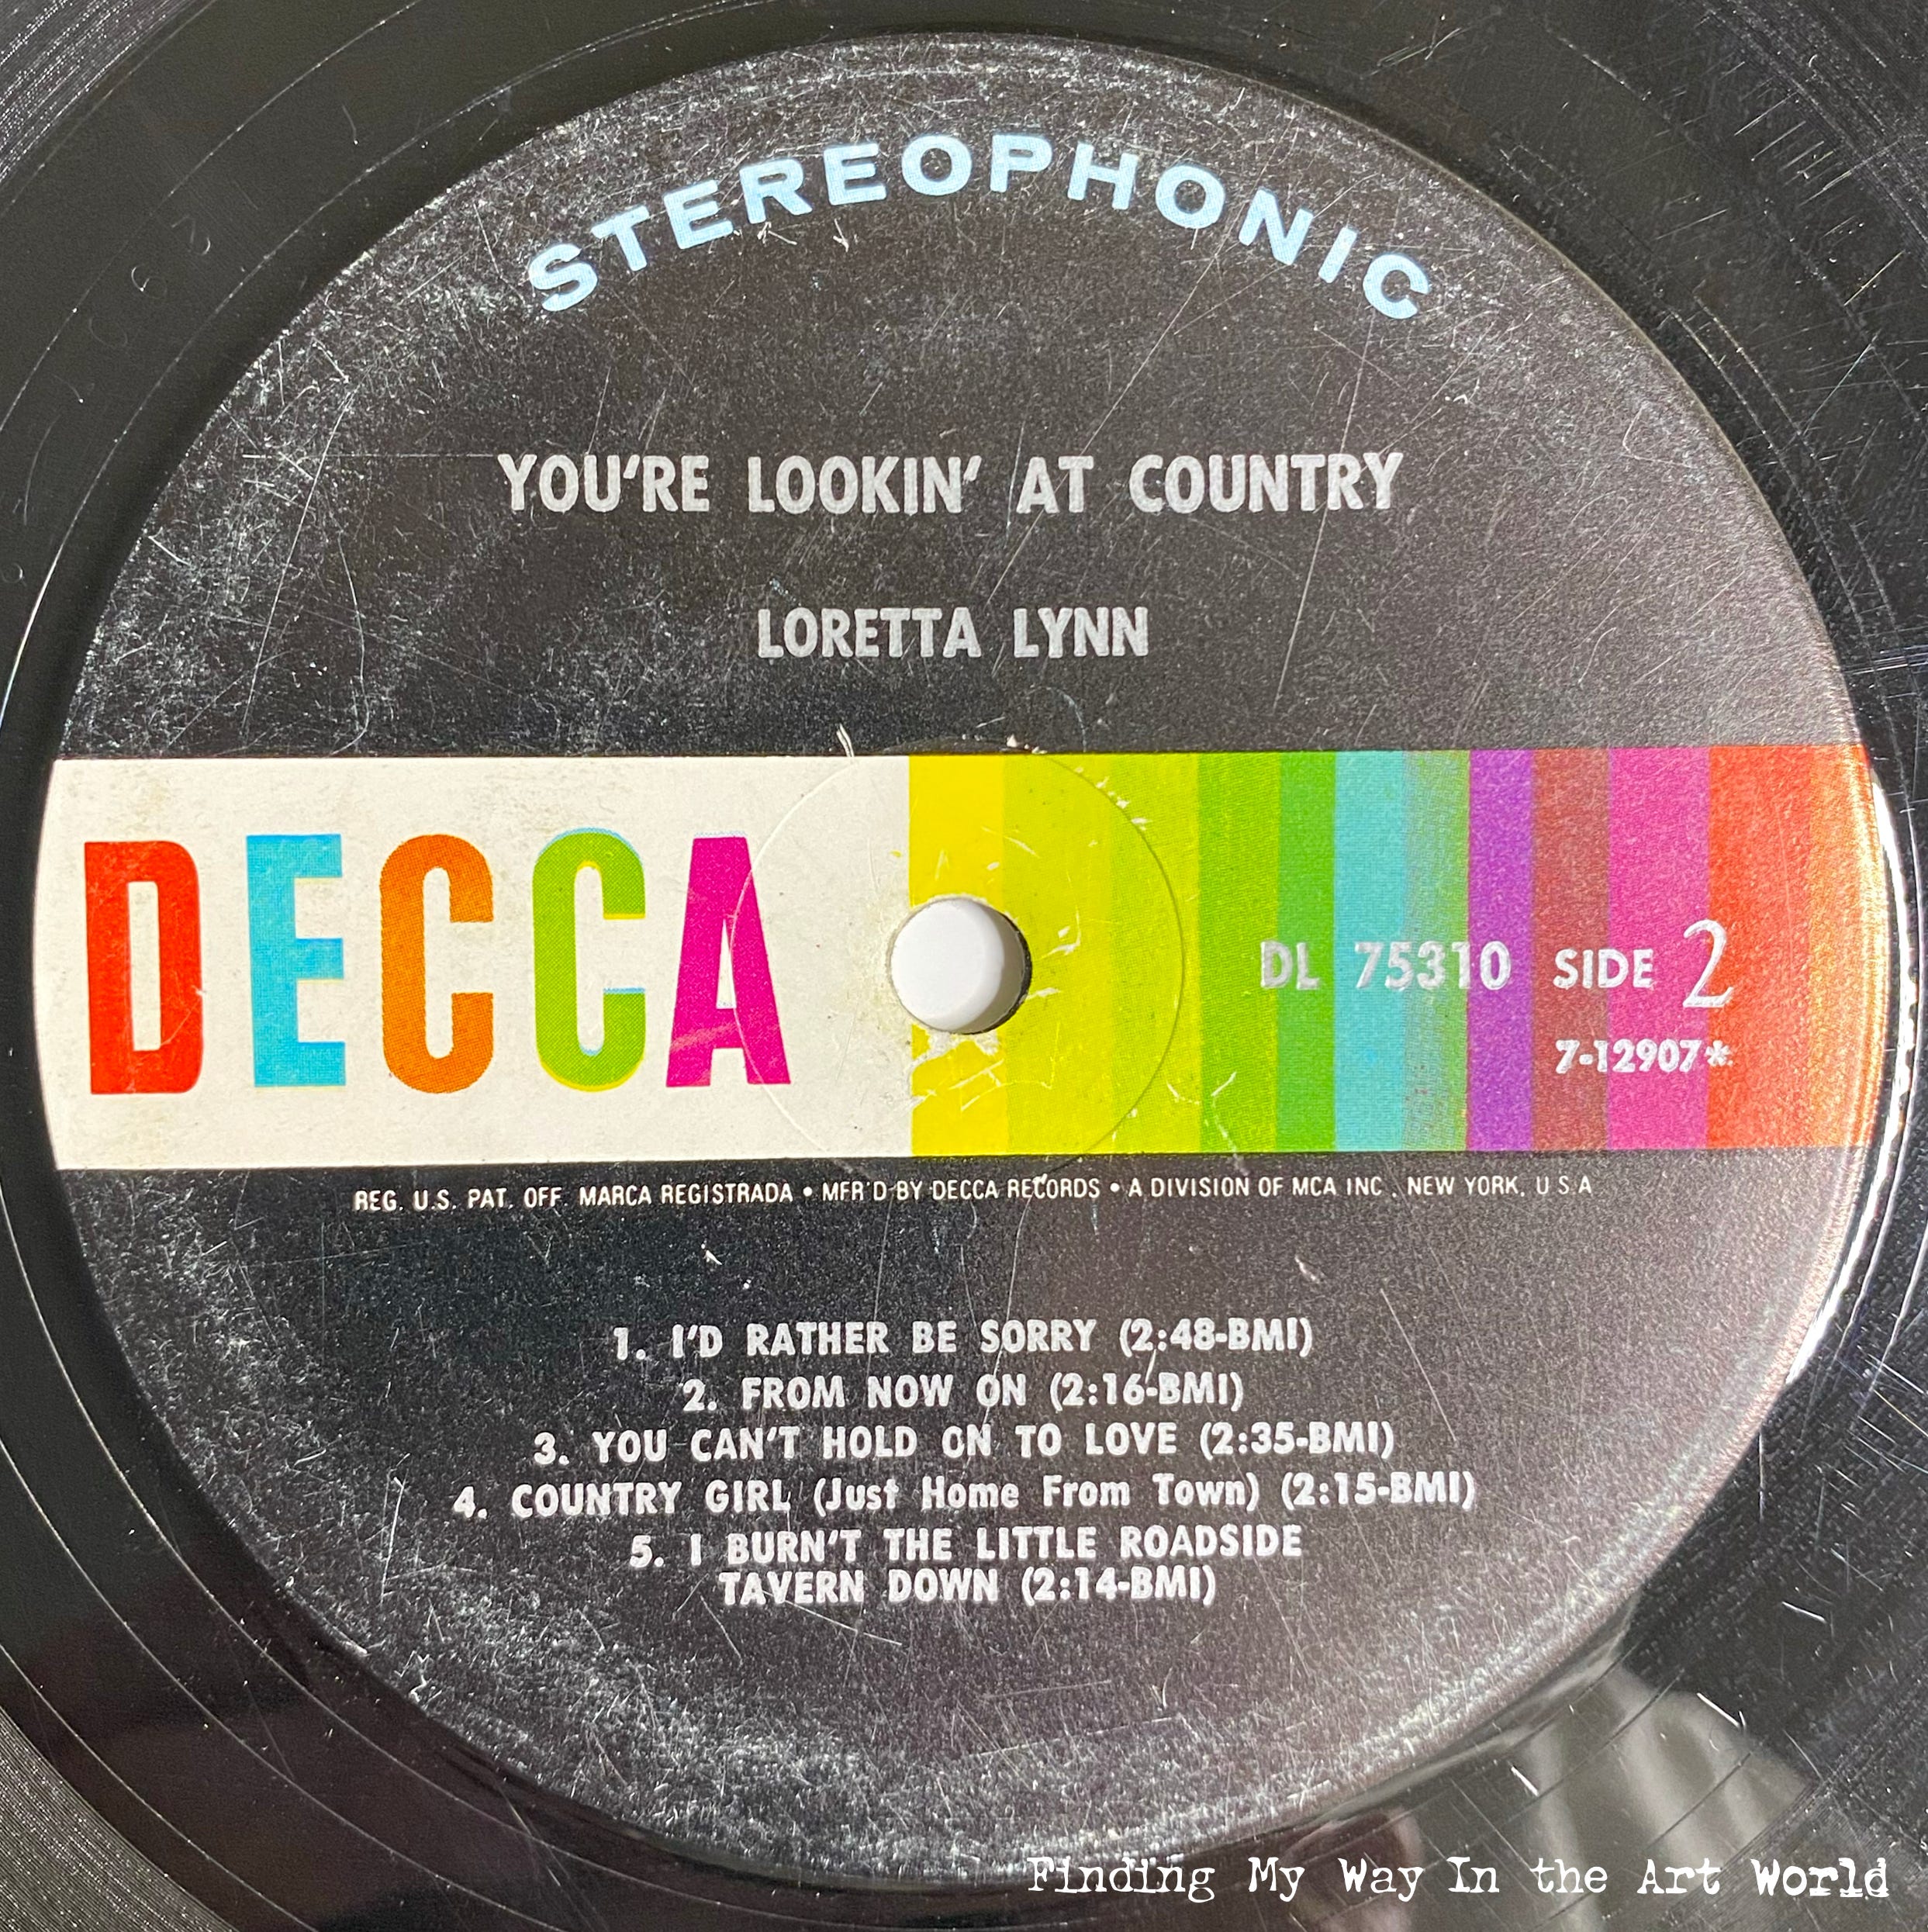 STEREOPHONIC
YOU'RE LOOKIN' AT COUNTRY
LORETTA LYNN
DECCA
DL 75310 SIDE 2
7-12907*
REG. U.S. PAT. OFF. MARCA REGISTRADA • MFR'D BY DECCA RECORDS • A DIVISION OF MCA INC., NEW YORK, U.S.A
1. I'D RATHER BE SORRY (2:48-BMI)
2. FROM NOW ON (2:16-BMI)
3. YOU CAN'T HOLD ON TO LOVE (2:35-BMI)
4. COUNTRY GIRL (Just Home From Town) (2:15-BMI)
5. I BURN'T THE LITTLE ROADSIDE
TAVERN DOWN (2:14-BMI)
Finding My Way In the Art World